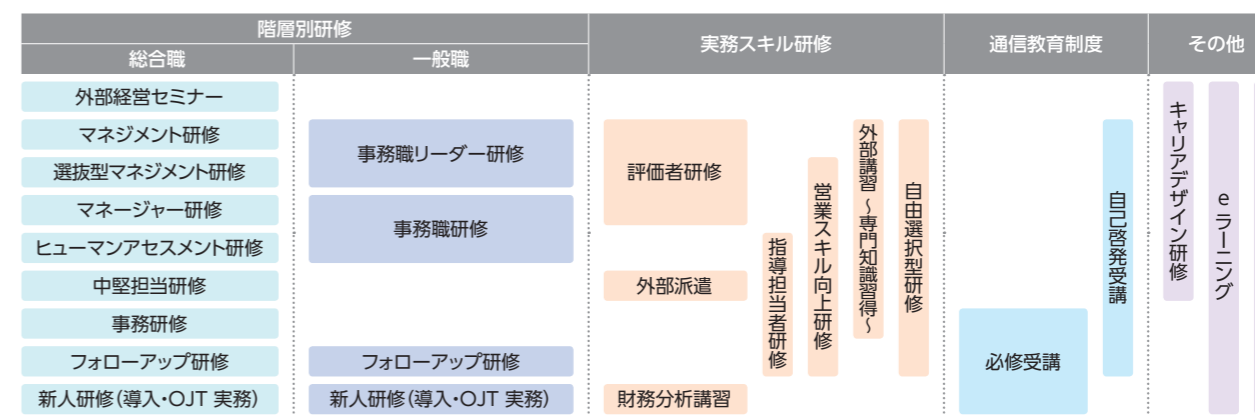 階層別研修
総合職
一般職
実務スキル研修
通信教育制度
その他
外部経営セミナー
マネジメント研修
選抜型マネジメント研修
マネージャー研修
ヒューマンアセスメント研修
中堅担当研修
事務研修
フォローアップ研修
新人研修(導入・OJT 実務)
事務職リーダー研修
事務職研修
フォローアップ研修
新人研修(導入・OJT 実務)
評価者研修
外部派遣
財務分析講習
指導担当者研修
営業スキル向上研修
外部講習 ～専門知識習得～
自由選択型研修
必修受講
自己啓発受講
キャリアデザイン研修
eラーニング